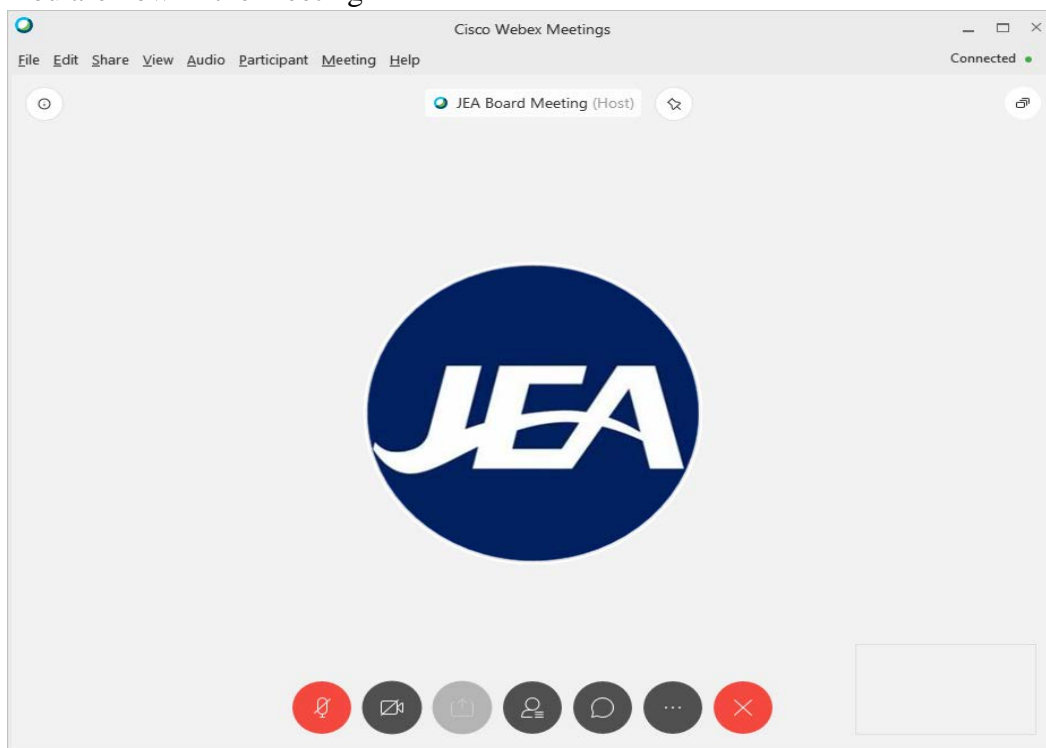 Cisco Webex Meetings
File Edit Share View Audio Participant Meeting Help
Connected
JEA Board Meeting (Host)
JEA